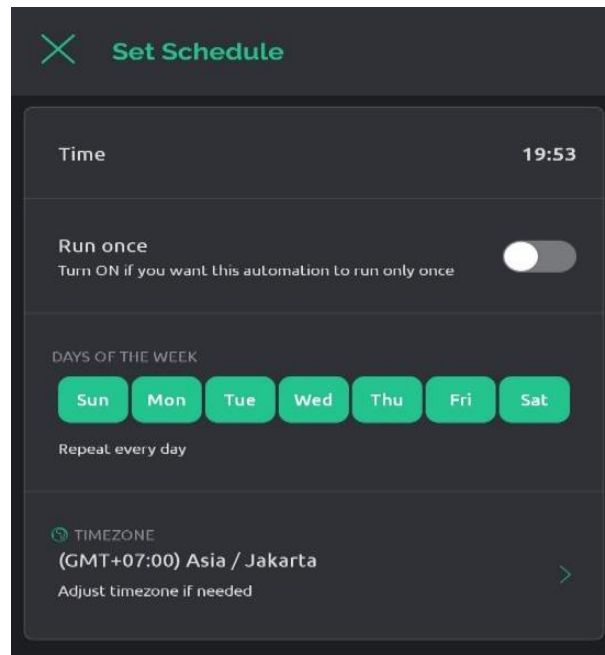 Set Schedule
Time 19:53
Run once
Turn ON if you want this automation to run only once
DAYS OF THE WEEK
Sun Mon Tue Wed Thu Fri Sat
Repeat every day
TIMEZONE
(GMT+07:00) Asia / Jakarta
Adjust timezone if needed